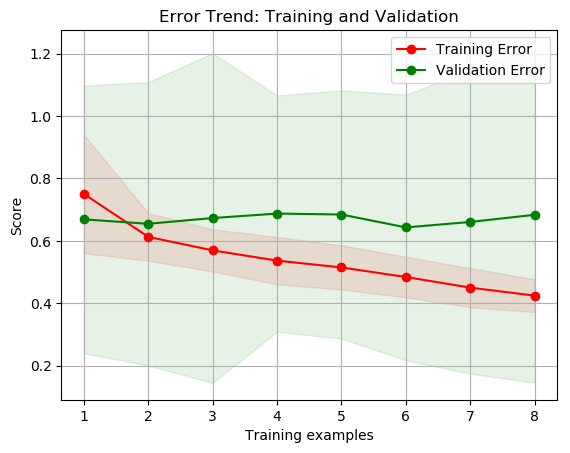 Error Trend: Training and Validation
Training Error
Validation Error
1.2
1.0
0.8
0.6
0.4
0.2
Score
1 2 3 4 5 6 7 8
Training examples